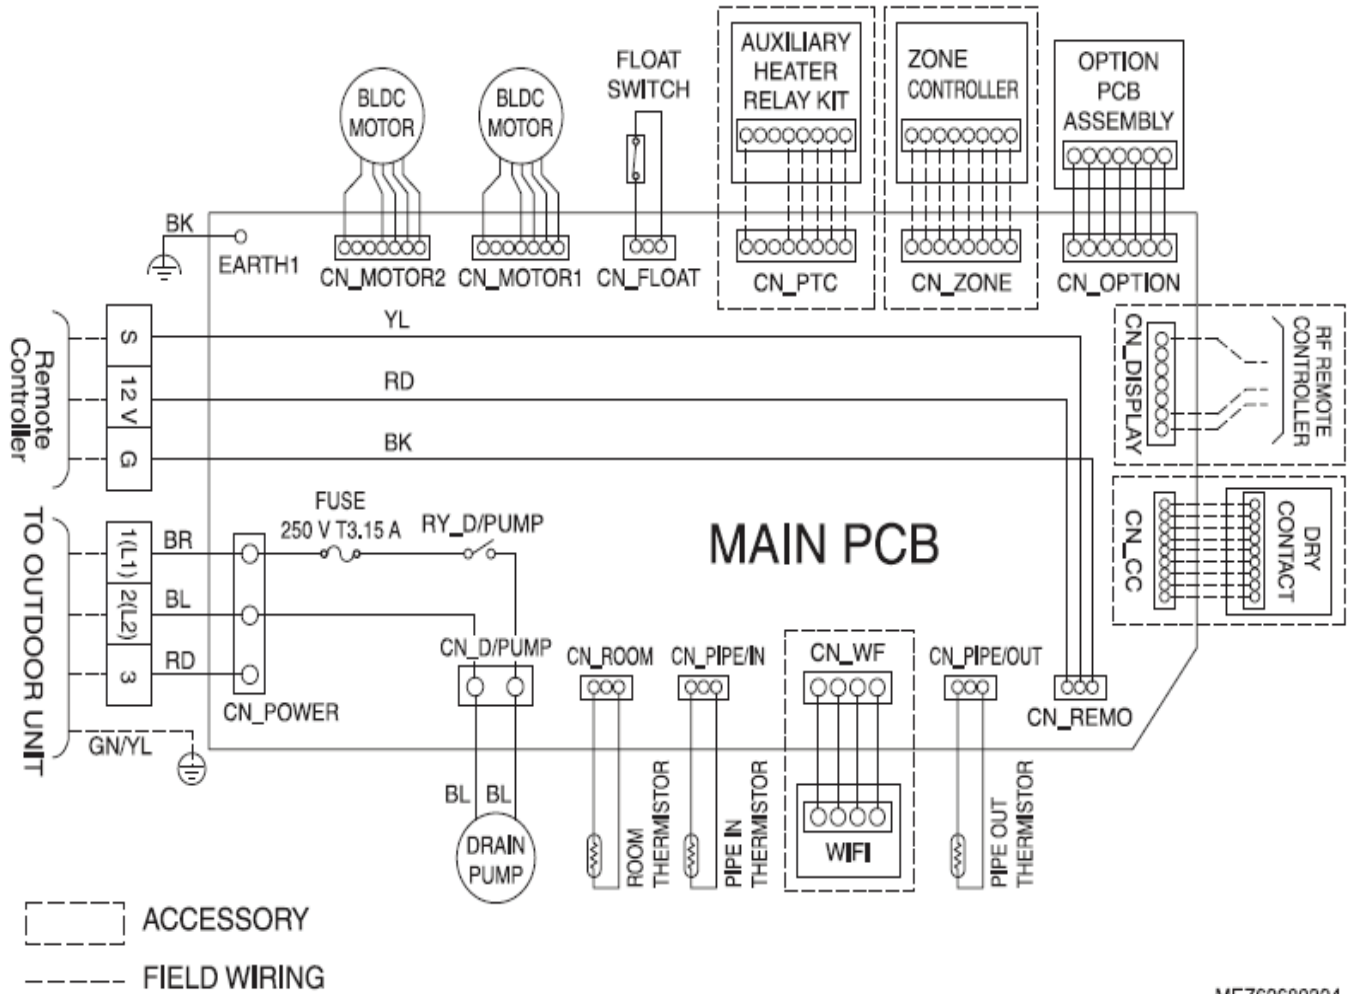 AUXILIARY
HEATER
RELAY KIT
ZONE
CONTROLLER
OPTION
PCB
ASSEMBLY
FLOAT
SWITCH
BLDC
MOTOR
BLDC
MOTOR
BK
EARTH1
CN_MOTOR2
CN_MOTOR1
CN_FLOAT
CN_PTC
CN_ZONE
CN_OPTION
Remote
Controller
S
12 V
G
YL
RD
BK
CN_DISPLAY
RF REMOTE
CONTROLLER
TO OUTDOOR UNIT
1(L1)
2(L2)
3
BR
BL
RD
GN/YL
CN_POWER
FUSE
250 V T3.15 A
RY_D/PUMP
MAIN PCB
CN_CC
DRY
CONTACT
CN_D/PUMP
CN_ROOM
CN_PIPE/IN
CN_WF
CN_PIPE/OUT
CN_REMO
BL
BL
DRAIN
PUMP
ROOM
THERMISTOR
PIPE IN
THERMISTOR
WIFI
PIPE OUT
THERMISTOR
ACCESSORY
FIELD WIRING